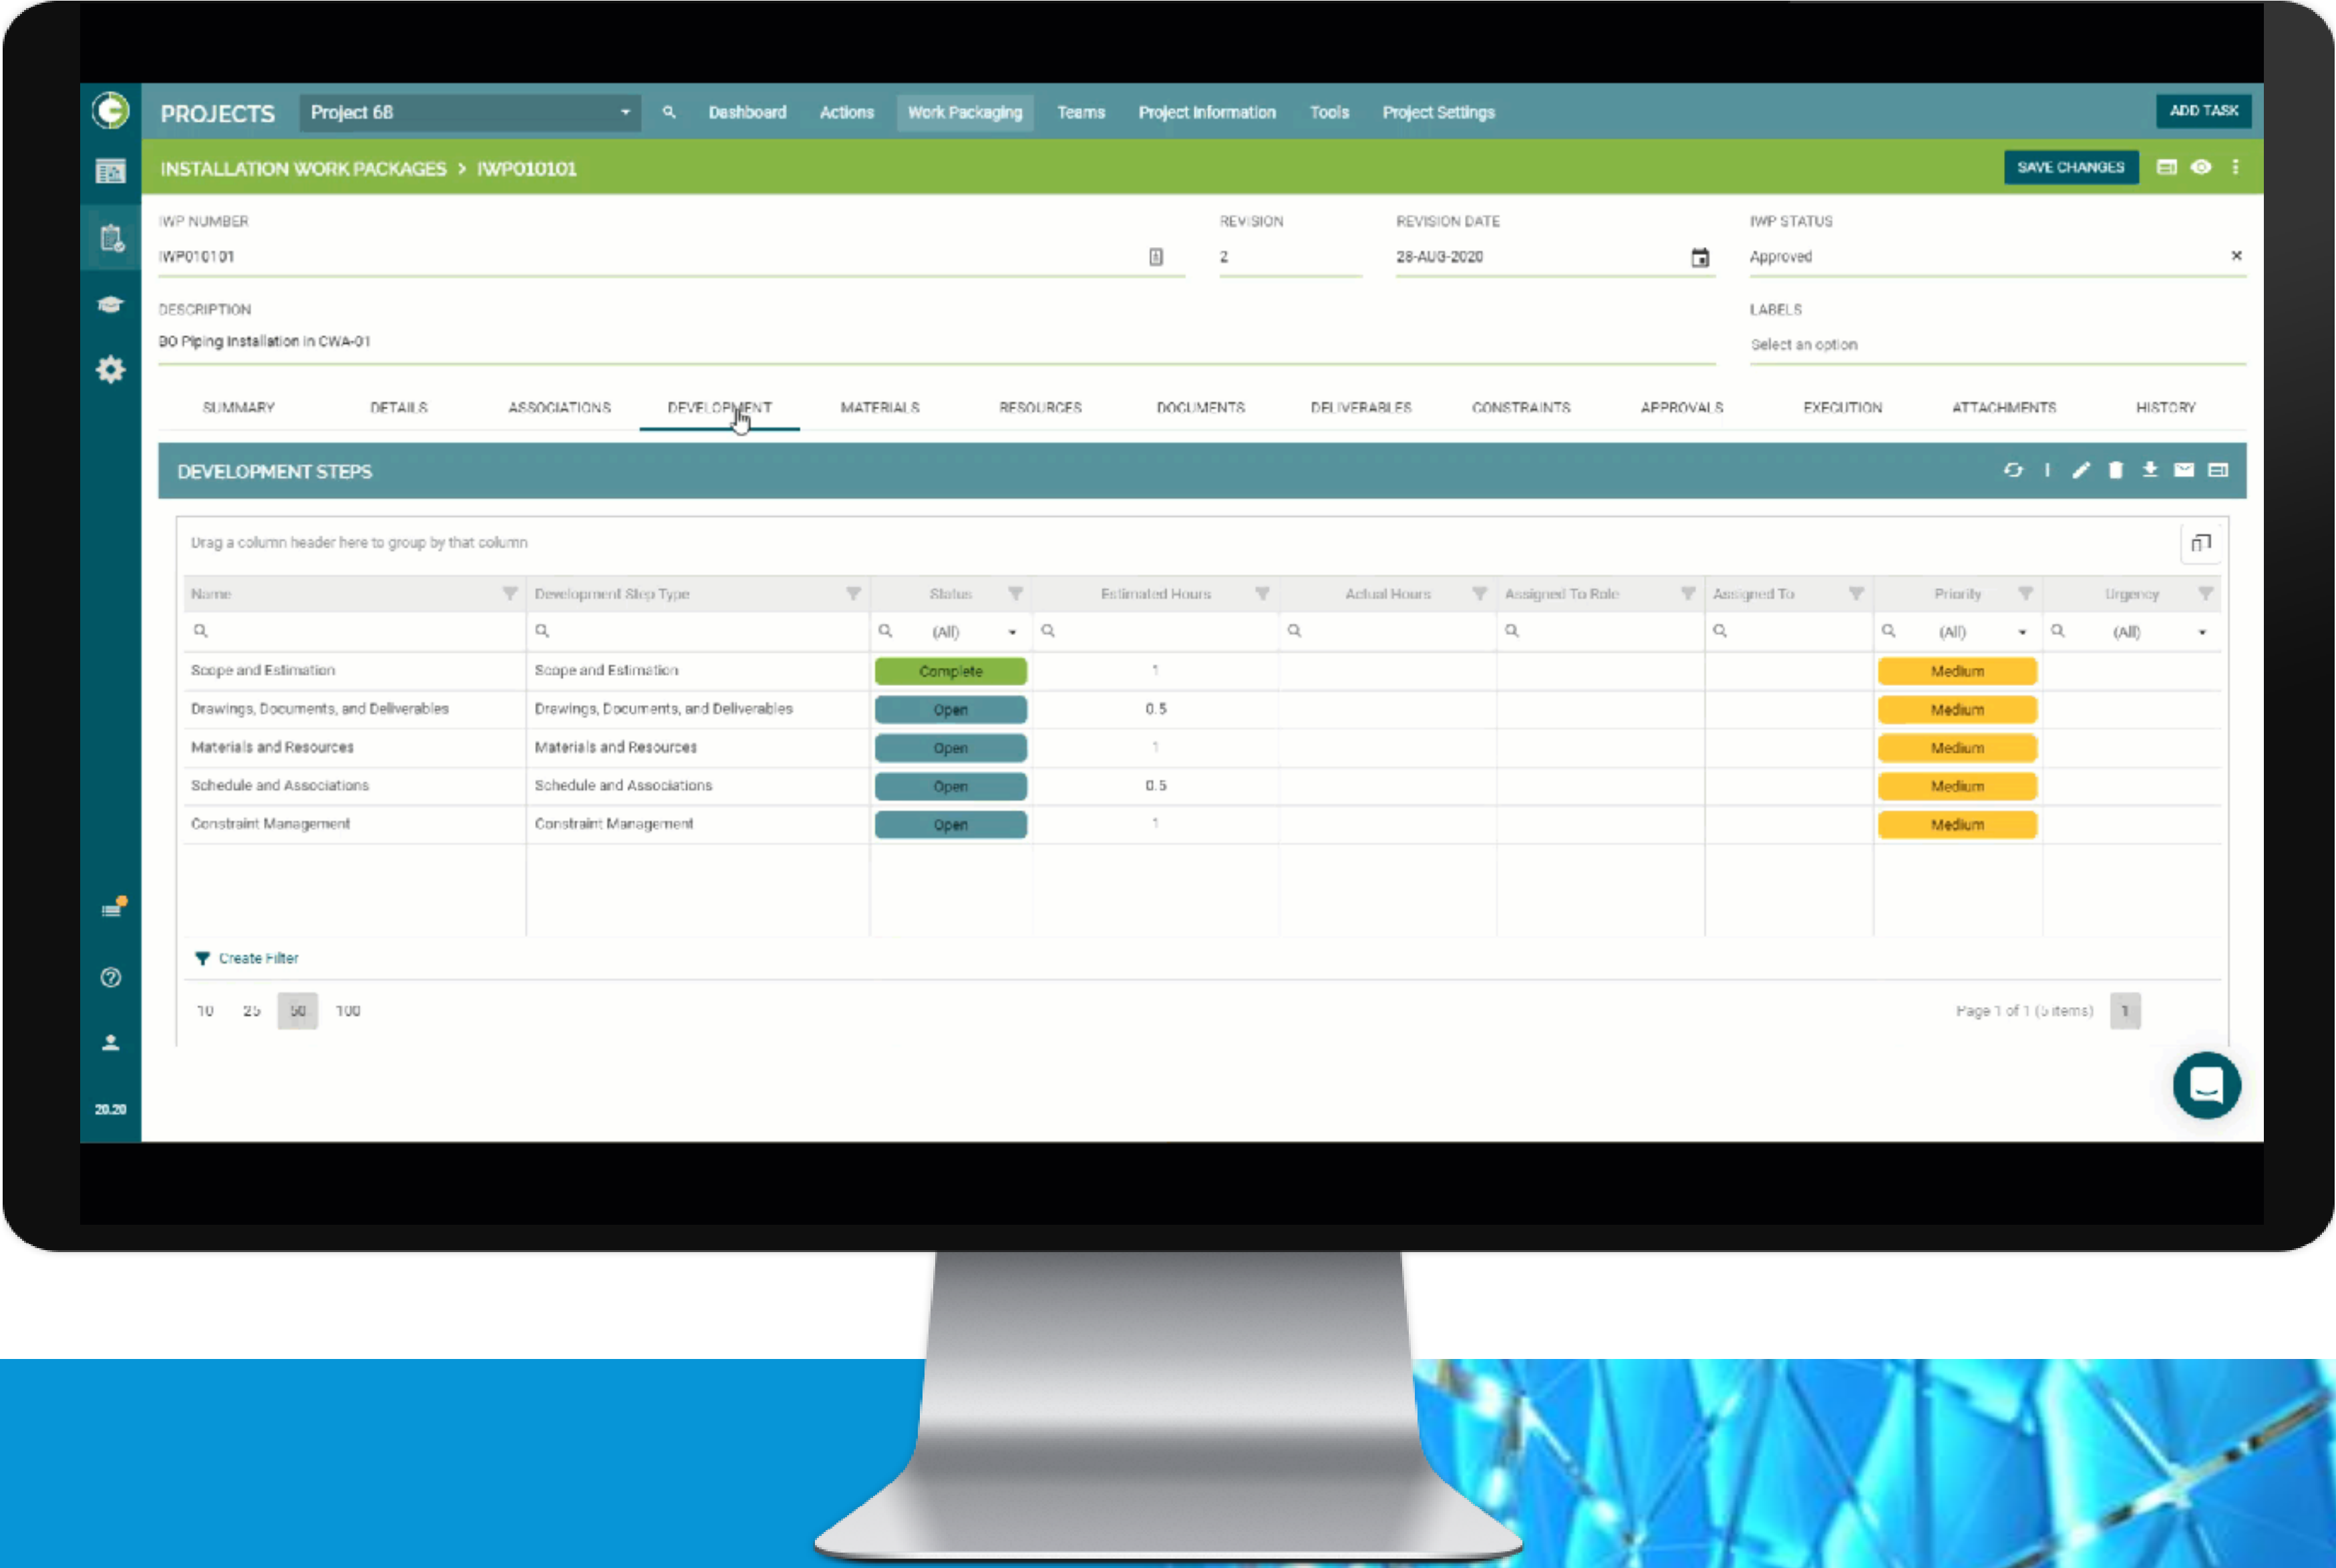 PROJECTS Project 68 Dashboard Actions Work Packaging Teams Project Information Tools Project Settings ADD TASK
INSTALLATION WORK PACKAGES > IWP010101 SAVE CHANGES
IWP NUMBER REVISION REVISION DATE IWP STATUS
IWP010101 2 28-AUG-2020 Approved
DESCRIPTION LABELS
BO Piping Installation in CWA-01 Select an option
SUMMARY DETAILS ASSOCIATIONS DEVELOPMENT MATERIALS RESOURCES DOCUMENTS DELIVERABLES CONSTRAINTS APPROVALS EXECUTION ATTACHMENTS HISTORY
DEVELOPMENT STEPS
Drag a column header here to group by that column
Name Development Step Type Status Estimated Hours Actual Hours Assigned To Role Assigned To Priority Urgency
(All) (All) (All)
Scope and Estimation Scope and Estimation Complete 1 Medium
Drawings, Documents, and Deliverables Drawings, Documents, and Deliverables Open 0.5 Medium
Materials and Resources Materials and Resources Open 1 Medium
Schedule and Associations Schedule and Associations Open 0.5 Medium
Constraint Management Constraint Management Open 1 Medium
Create Filter
10 25 50 100 Page 1 of 1 (5 items) 1
20.20